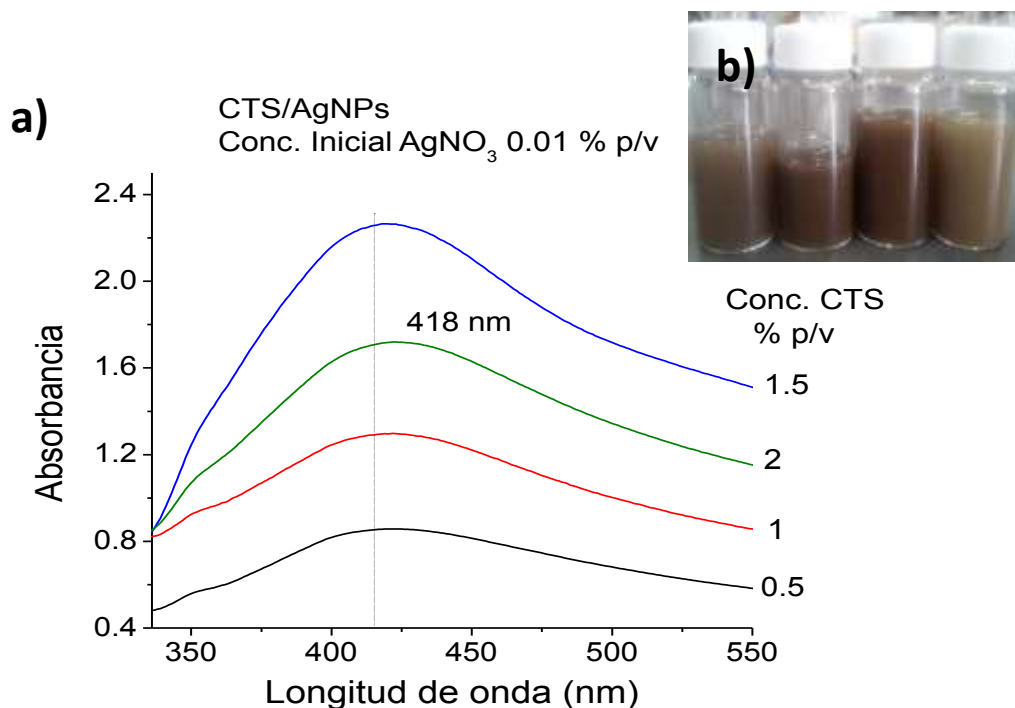 a)
CTS/AgNPs
Conc. Inicial AgNO3 0.01 % p/v
b)
2.4
2.0
1.6
1.2
0.8
0.4
Absorbancia
418 nm
Conc. CTS
% p/v
1.5
2
1
0.5
350
400
450
500
550
Longitud de onda (nm)